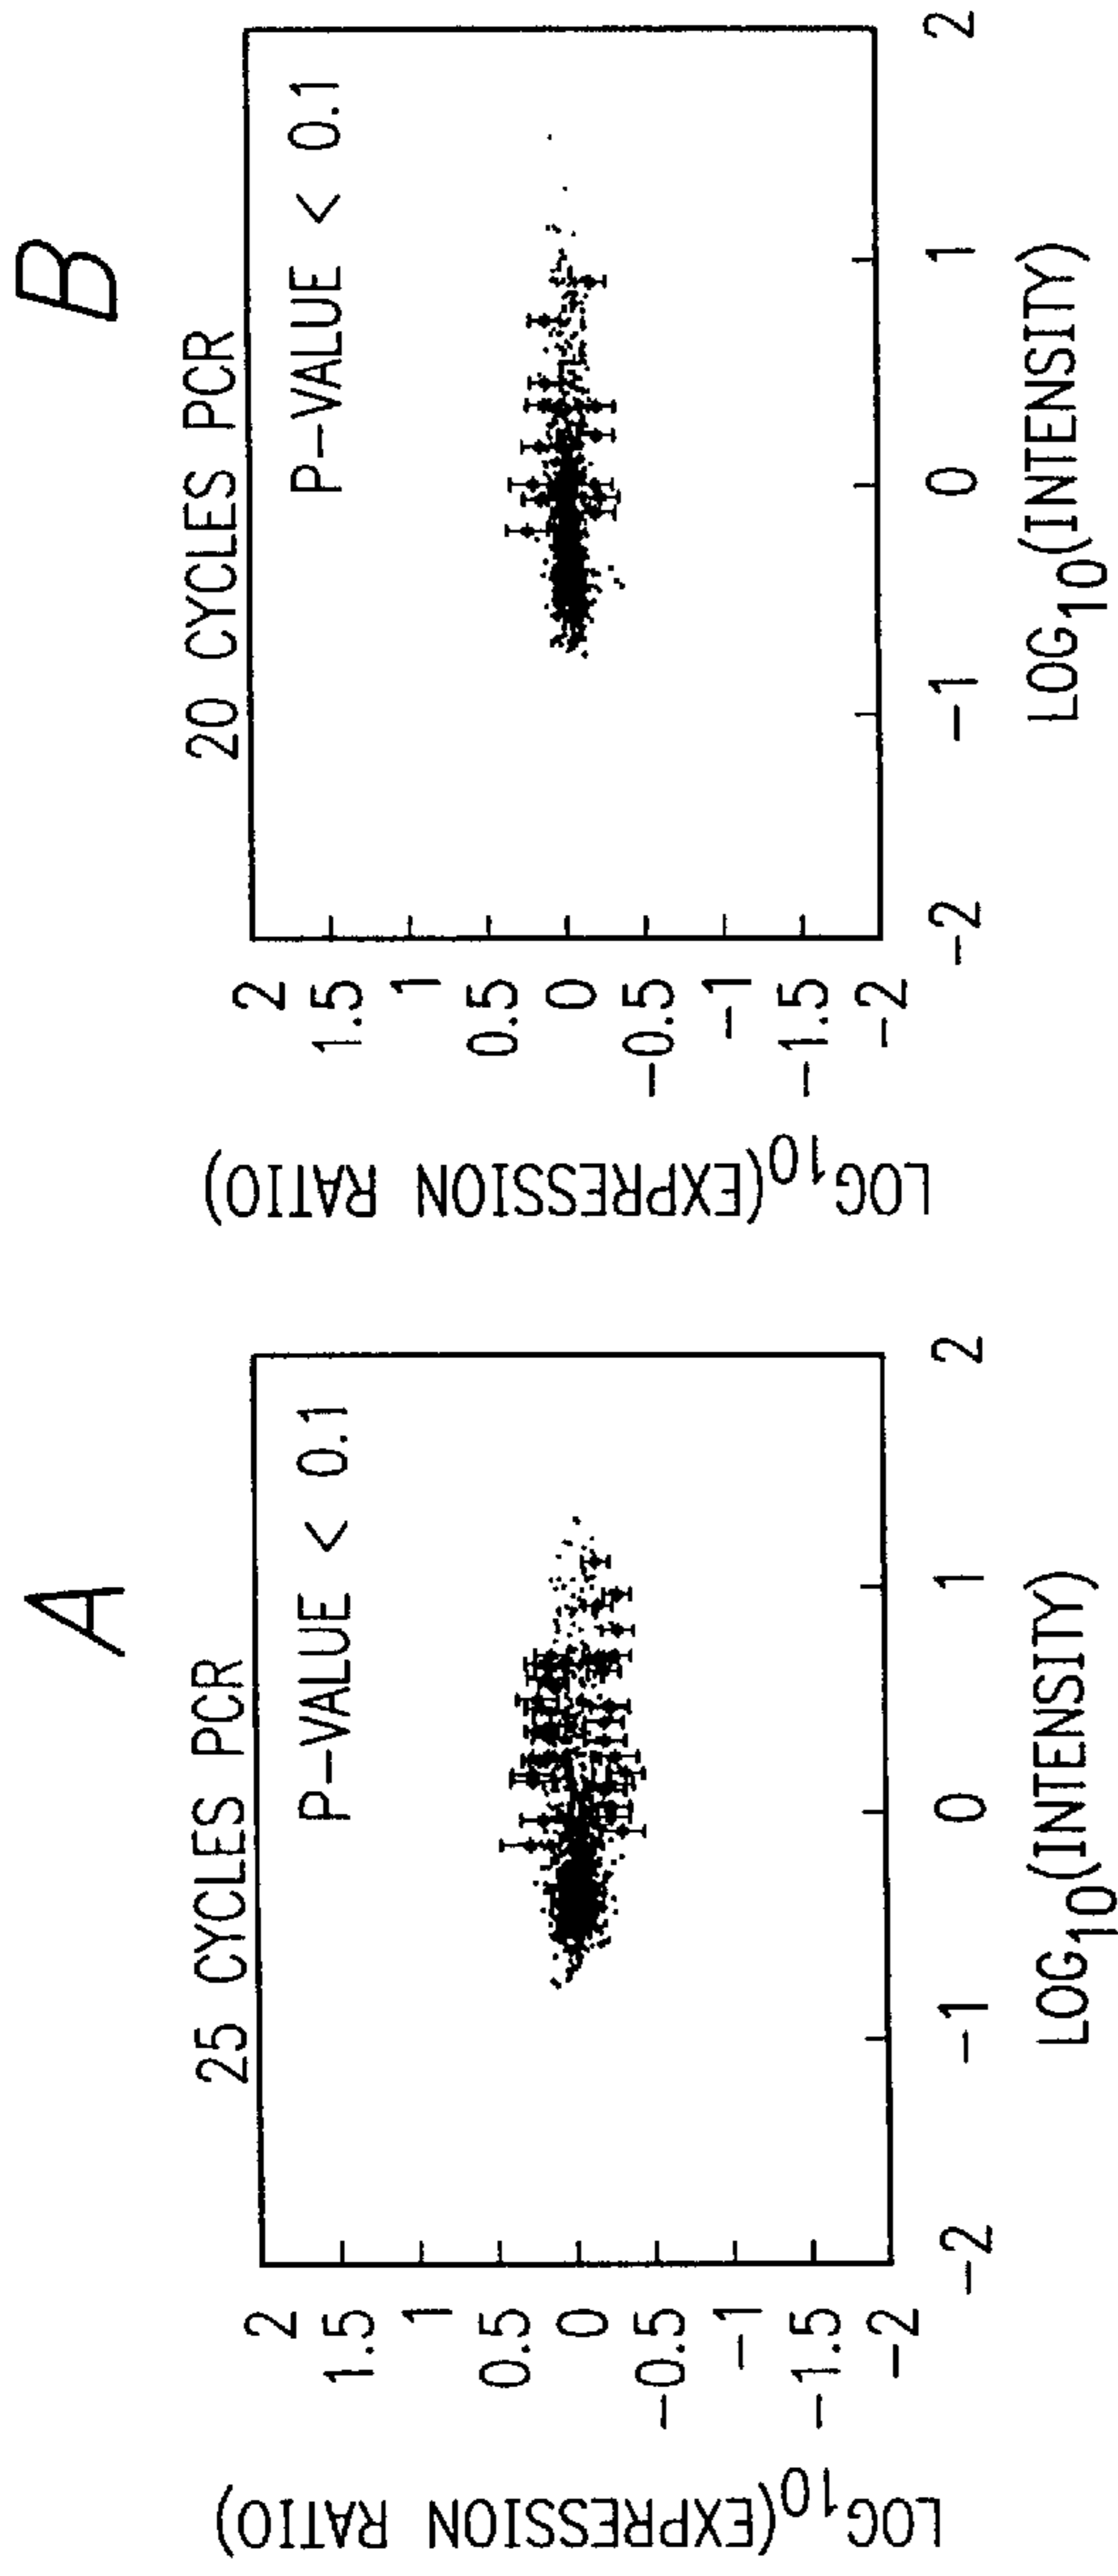 A
25 CYCLES PCR
P-VALUE < 0.1
LOG10(EXPRESSION RATIO)
2
1.5
1
0.5
0
-0.5
-1
-1.5
-2
-2
-1
0
1
2
LOG10(INTENSITY)
B
20 CYCLES PCR
P-VALUE < 0.1
LOG10(EXPRESSION RATIO)
2
1.5
1
0.5
0
-0.5
-1
-1.5
-2
-2
-1
0
1
2
LOG10(INTENSITY)